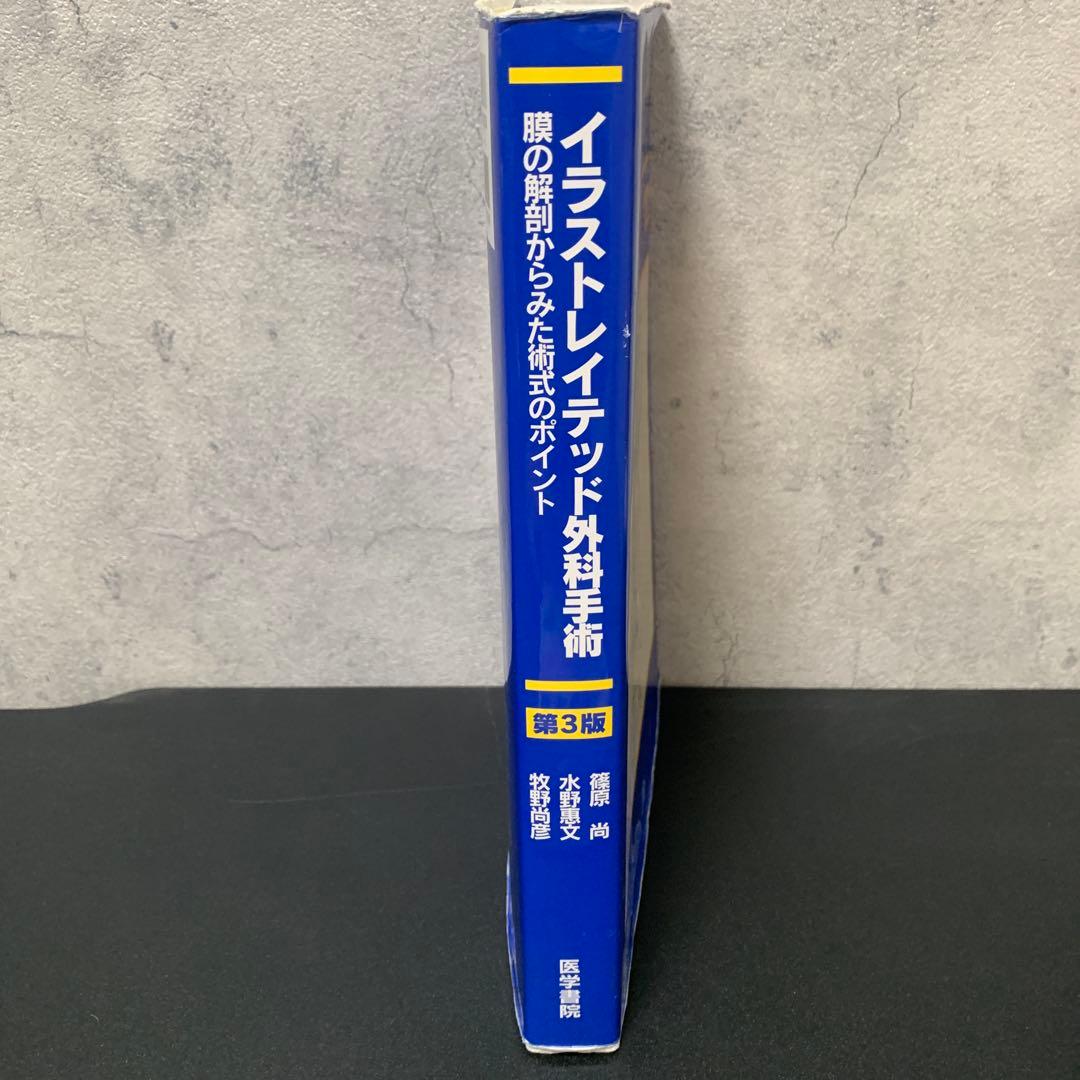 イラストレイテッド外科手術
膜の解剖からみた術式のポイント
第3版
篠原 尚
水野惠文
牧野尚彦
医学書院